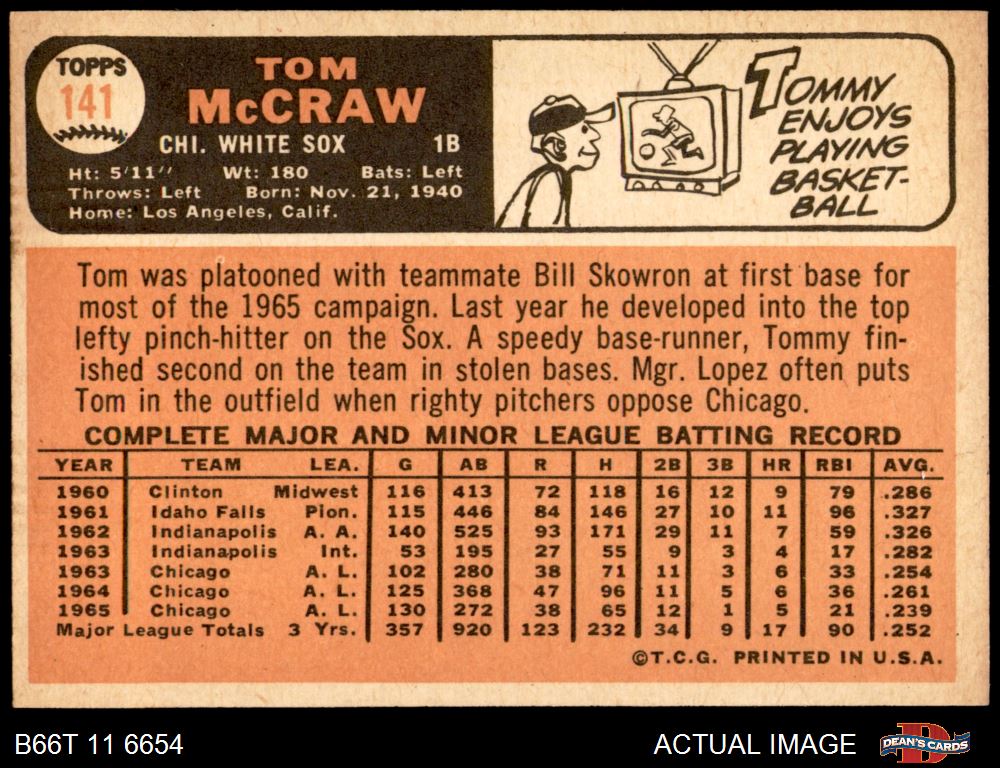 TOPPS
141
TOM
McCRAW
CHI. WHITE SOX 1B
Ht: 5'11" Wt: 180 Bats: Left
Throws: Left Born: Nov. 21, 1940
Home: Los Angeles, Calif.
TOMMY
ENJOYS
PLAYING
BASKET-
BALL
Tom was platooned with teammate Bill Skowron at first base for
most of the 1965 campaign. Last year he developed into the top
lefty pinch-hitter on the Sox. A speedy base-runner, Tommy fin-
ished second on the team in stolen bases. Mgr. Lopez often puts
Tom in the outfield when righty pitchers oppose Chicago.
COMPLETE MAJOR AND MINOR LEAGUE BATTING RECORD
YEAR TEAM LEA. G AB R H 2B 3B HR RBI AVG.
1960 Clinton Midwest 116 413 72 118 16 12 9 79 .286
1961 Idaho Falls Pion. 115 446 84 146 27 10 11 96 .327
1962 Indianapolis A. A. 140 525 93 171 29 11 7 59 .326
1963 Indianapolis Int. 53 195 27 55 9 3 4 17 .282
1963 Chicago A. L. 102 280 38 71 11 3 6 33 .254
1964 Chicago A. L. 125 368 47 96 11 5 6 36 .261
1965 Chicago A. L. 130 272 38 65 12 1 5 21 .239
Major League Totals 3 Yrs. 357 920 123 232 34 9 17 90 .252
©T.C.G. PRINTED IN U.S.A.
B66T 11 6654 ACTUAL IMAGE DEAN'S CARDS